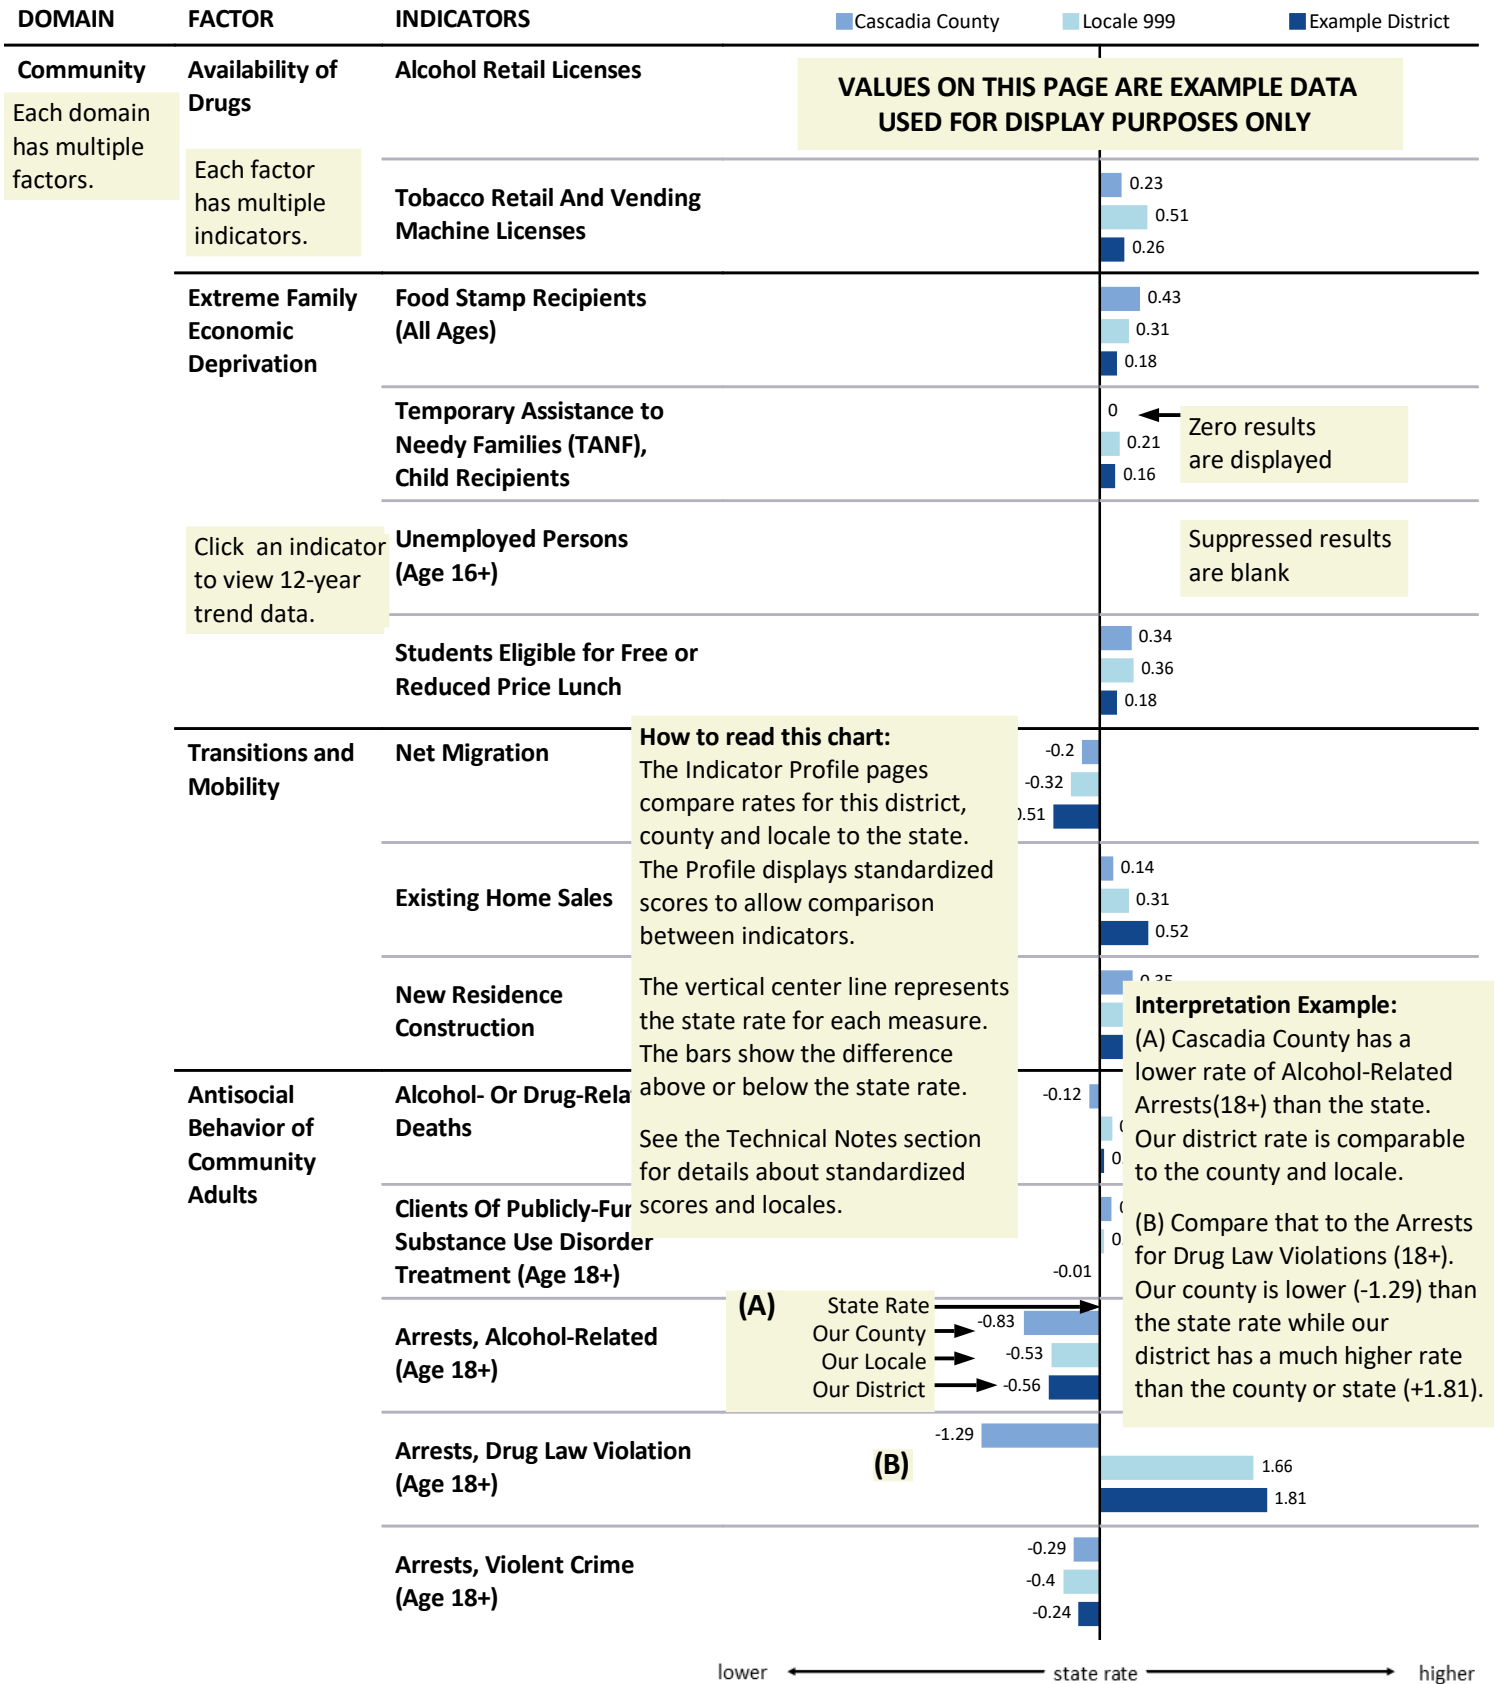 DOMAIN FACTOR INDICATORS Cascadia County Locale 999 Example District
Community
Each domain
has multiple
factors.
Availability of
Drugs
Each factor
has multiple
indicators.
Alcohol Retail Licenses
VALUES ON THIS PAGE ARE EXAMPLE DATA
USED FOR DISPLAY PURPOSES ONLY
Tobacco Retail And Vending
Machine Licenses
0.23
0.51
0.26
Extreme Family
Economic
Deprivation
Food Stamp Recipients
(All Ages)
0.43
0.31
0.18
Temporary Assistance to
Needy Families (TANF),
Child Recipients
0
0.21
0.16
Zero results
are displayed
Click an indicator
to view 12-year
trend data.
Unemployed Persons
(Age 16+)
Suppressed results
are blank
Students Eligible for Free or
Reduced Price Lunch
0.34
0.36
0.18
Transitions and
Mobility
Net Migration
-0.2
-0.32
.51
How to read this chart:
The Indicator Profile pages
compare rates for this district,
county and locale to the state.
The Profile displays standardized
scores to allow comparison
between indicators.
The vertical center line represents
the state rate for each measure.
The bars show the difference
above or below the state rate.
See the Technical Notes section
for details about standardized
scores and locales.
Existing Home Sales
0.14
0.31
0.52
New Residence
Construction
Interpretation Example:
(A) Cascadia County has a
lower rate of Alcohol-Related
Arrests(18+) than the state.
Our district rate is comparable
to the county and locale.
(B) Compare that to the Arrests
for Drug Law Violations (18+).
Our county is lower (-1.29) than
the state rate while our
district has a much higher rate
than the county or state (+1.81).
Antisocial
Behavior of
Community
Adults
Alcohol- Or Drug-Rela
Deaths
-0.12
0.
Clients Of Publicly-Fun
Substance Use Disorder
Treatment (Age 18+)
0.
-0.01
Arrests, Alcohol-Related
(Age 18+)
(A) State Rate
Our County -0.83
Our Locale -0.53
Our District -0.56
Arrests, Drug Law Violation
(Age 18+)
-1.29
(B)
1.66
1.81
Arrests, Violent Crime
(Age 18+)
-0.29
-0.4
-0.24
lower state rate higher